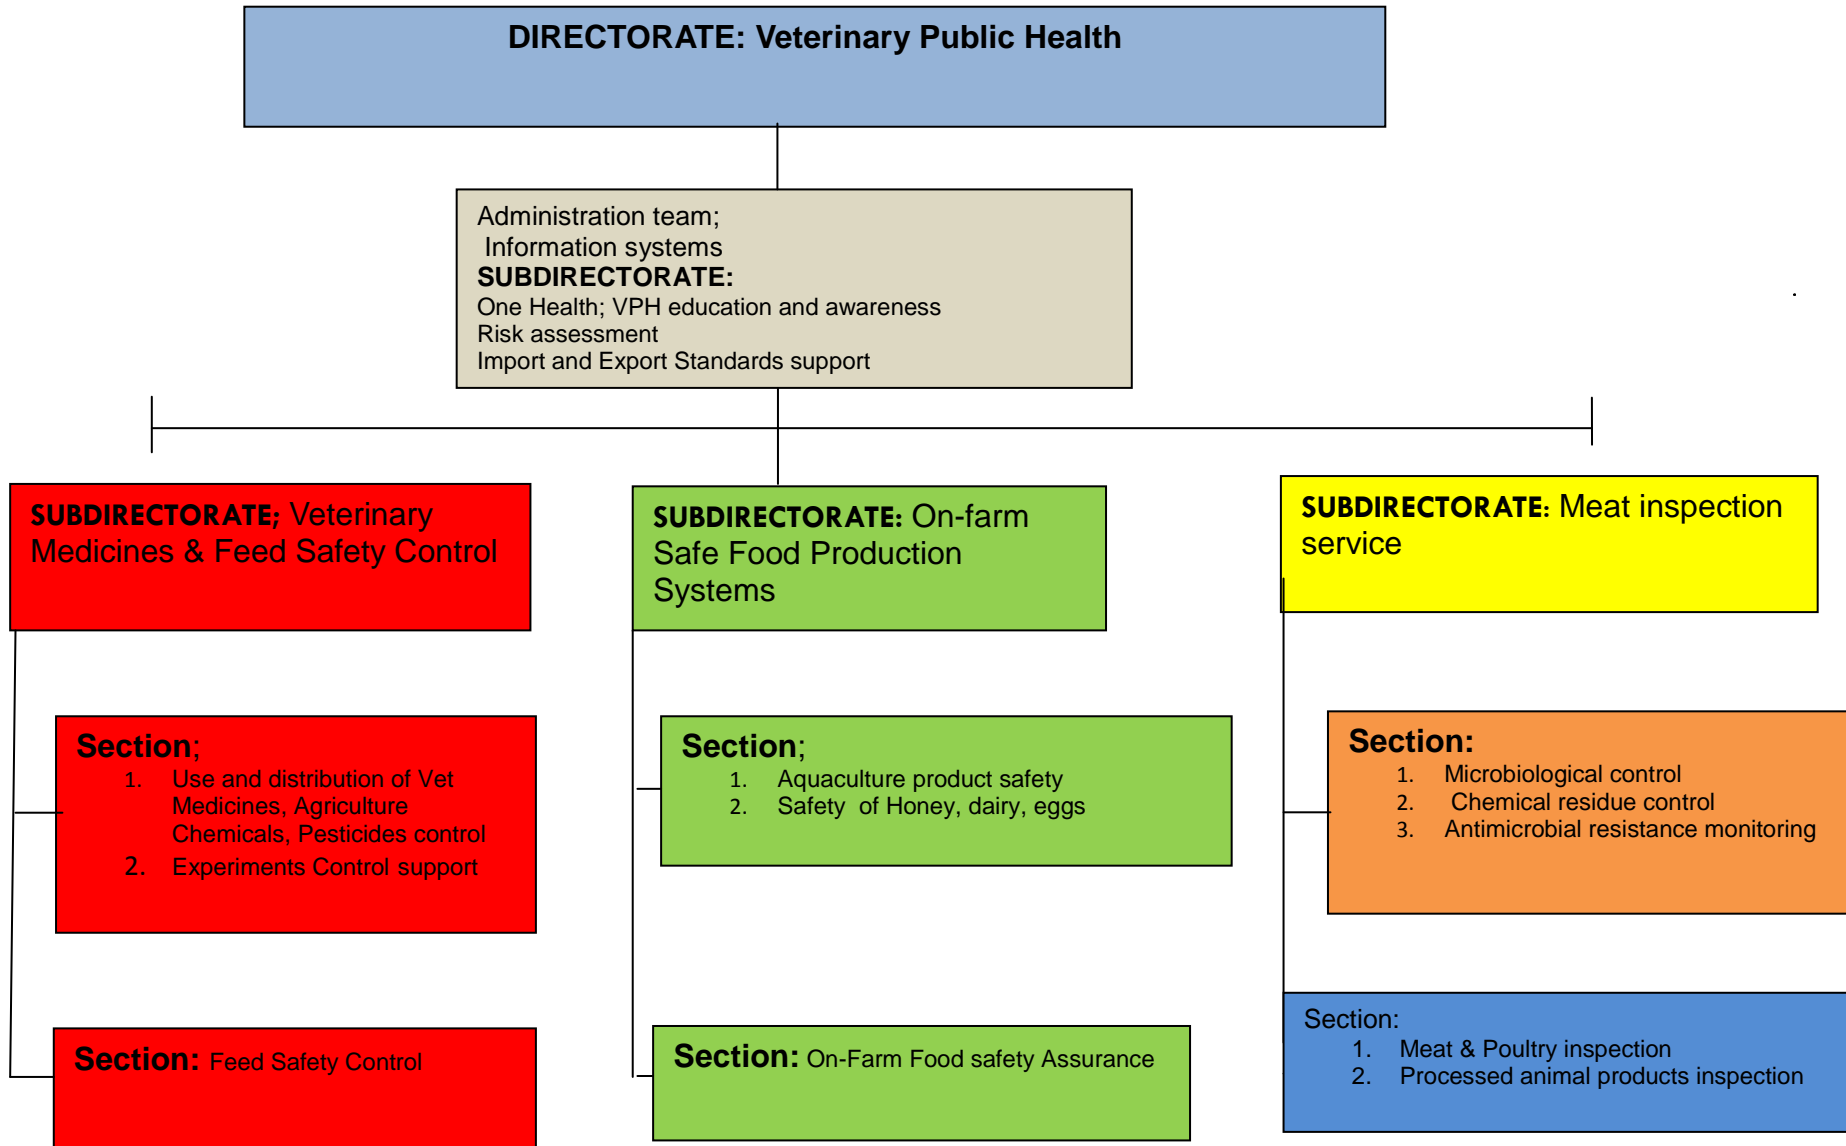 DIRECTORATE: Veterinary Public Health
Administration team;
Information systems
SUBDIRECTORATE:
One Health; VPH education and awareness
Risk assessment
Import and Export Standards support
.
SUBDIRECTORATE; Veterinary
Medicines & Feed Safety Control
SUBDIRECTORATE: On-farm
Safe Food Production
Systems
SUBDIRECTORATE: Meat inspection
service
Section;
1. Use and distribution of Vet
Medicines, Agriculture
Chemicals, Pesticides control
2. Experiments Control support
Section;
1. Aquaculture product safety
2. Safety of Honey, dairy, eggs
Section:
1. Microbiological control
2. Chemical residue control
3. Antimicrobial resistance monitoring
Section: Feed Safety Control
Section: On-Farm Food safety Assurance
Section:
1. Meat & Poultry inspection
2. Processed animal products inspection